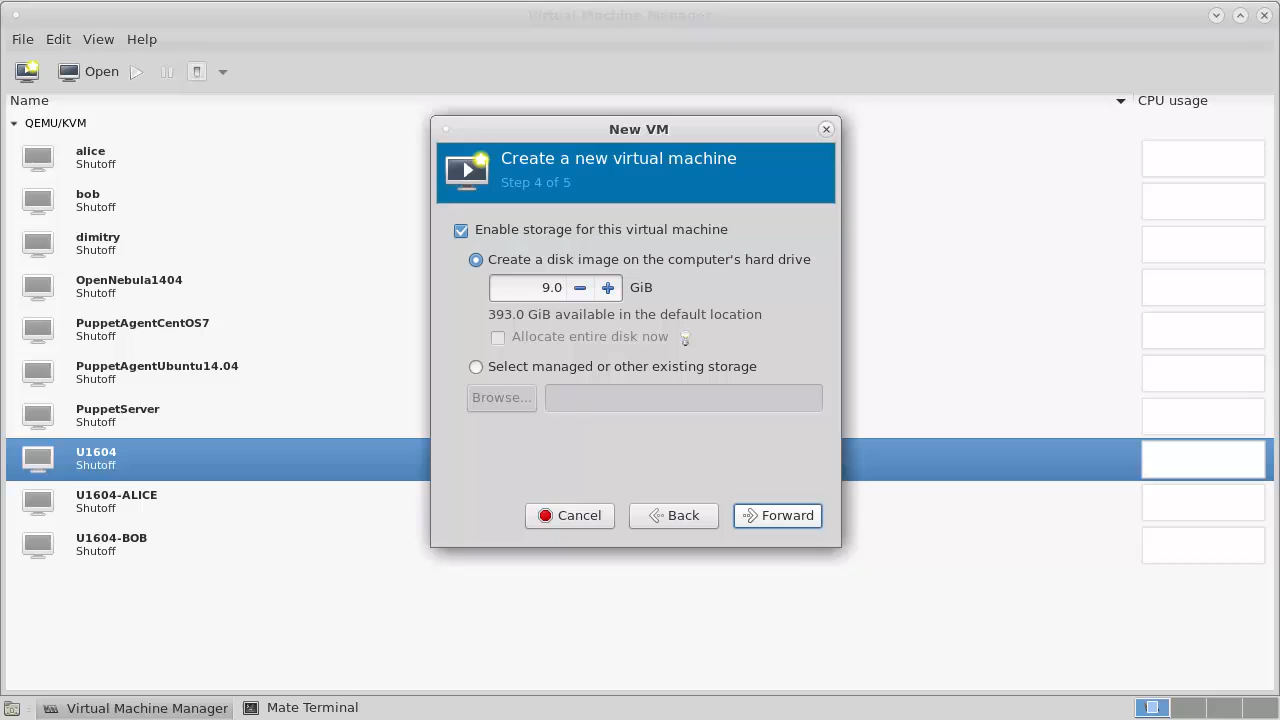 Virtual Machine Manager
File Edit View Help
Open
Name CPU usage
QEMU/KVM
alice
Shutoff
bob
Shutoff
dimitry
Shutoff
OpenNebula1404
Shutoff
PuppetAgentCentOS7
Shutoff
PuppetAgentUbuntu14.04
Shutoff
PuppetServer
Shutoff
U1604
Shutoff
U1604-ALICE
Shutoff
U1604-BOB
Shutoff
New VM
Create a new virtual machine
Step 4 of 5
Enable storage for this virtual machine
Create a disk image on the computer's hard drive
9.0 GiB
393.0 GiB available in the default location
Allocate entire disk now
Select managed or other existing storage
Browse...
Cancel Back Forward
Virtual Machine Manager Mate Terminal